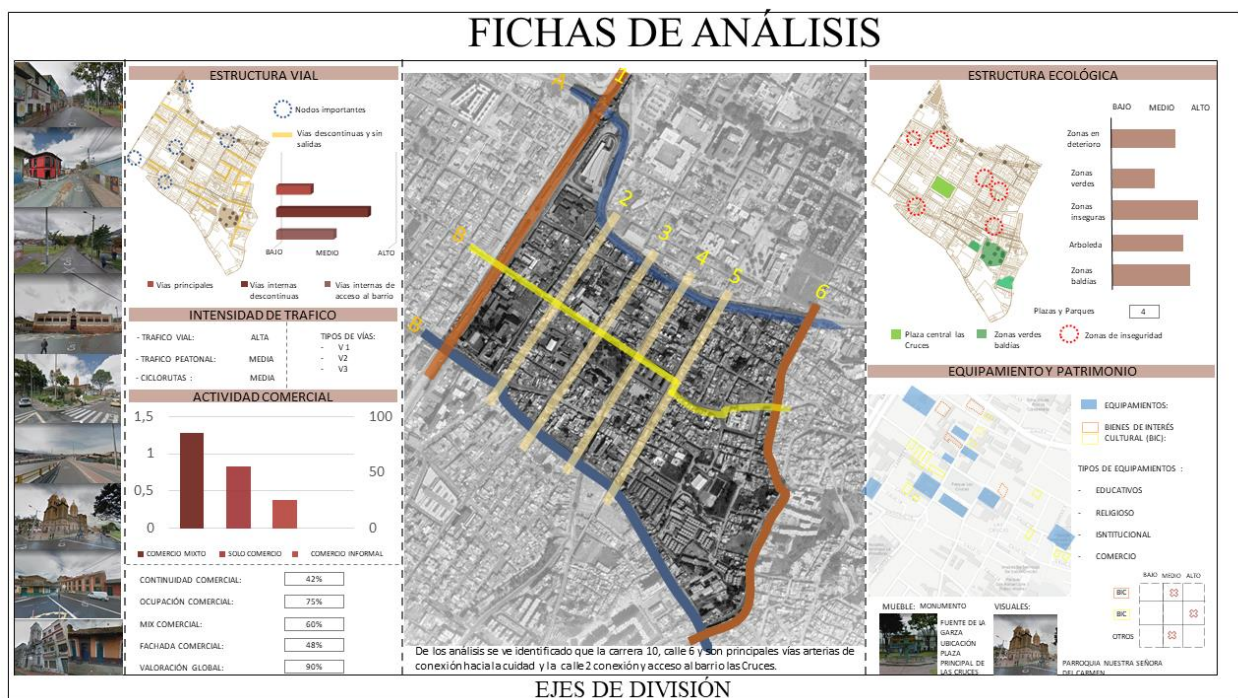 FICHAS DE ANÁLISIS
ESTRUCTURA VIAL
Nodos importantes
Vías descontinuas y sin
salidas
BAJO MEDIO ALTO
Vías principales
Vías internas
descontínuas
Vías internas de
acceso al barrio
INTENSIDAD DE TRAFICO
- TRAFICO VIAL: ALTA
- TRAFICO PEATONAL: MEDIA
- CICLORUTAS : MEDIA
TIPOS DE VÍAS:
- V 1
- V2
- V3
ACTIVIDAD COMERCIAL
1,5 100
1
0,5 50
0 0
COMERCIO MIXTO SOLO COMERCIO COMERCIO INFORMAL
CONTINUIDAD COMERCIAL: 42%
OCUPACIÓN COMERCIAL: 75%
MIX COMERCIAL: 60%
FACHADA COMERCIAL: 48%
VALORACIÓN GLOBAL: 90%
A
1
2
3
4
5
6
B
B
De los análisis se ve identificado que la carrera 10, calle 6 y son principales vías arterias de
conexión hacia la cuidad y la calle 2 conexión y acceso al barrio las Cruces.
ESTRUCTURA ECOLÓGICA
BAJO MEDIO ALTO
Zonas en
deterioro
Zonas
verdes
Zonas
inseguras
Arboleda
Zonas
baldías
Plazas y Parques 4
Plaza central las
Cruces
Zonas verdes
baldías
Zonas de inseguridad
EQUIPAMIENTO Y PATRIMONIO
EQUIPAMIENTOS:
BIENES DE INTERÉS
CULTURAL (BIC):
TIPOS DE EQUIPAMIENTOS :
- EDUCATIVOS
- RELIGIOSO
- ISNTITUCIONAL
- COMERCIO
BAJO MEDIO ALTO
BIC
BIC
OTROS
MUEBLE: MONUMENTO
FUENTE DE LA
GARZA
UBICACIÓN
PLAZA
PRINCIPAL DE
LAS CRUCES
VISUALES:
PARROQUIA NUESTRA SEÑORA
DEL CARMEN
EJES DE DIVISIÓN